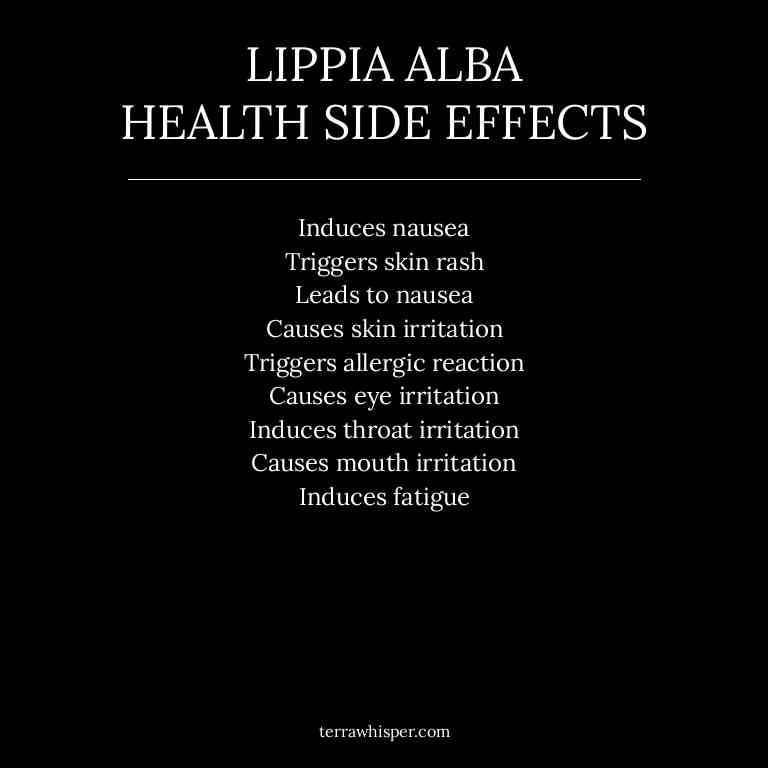 LIPPIA ALBA
HEALTH SIDE EFFECTS
Induces nausea
Triggers skin rash
Leads to nausea
Causes skin irritation
Triggers allergic reaction
Causes eye irritation
Induces throat irritation
Causes mouth irritation
Induces fatigue
terrawhisper.com